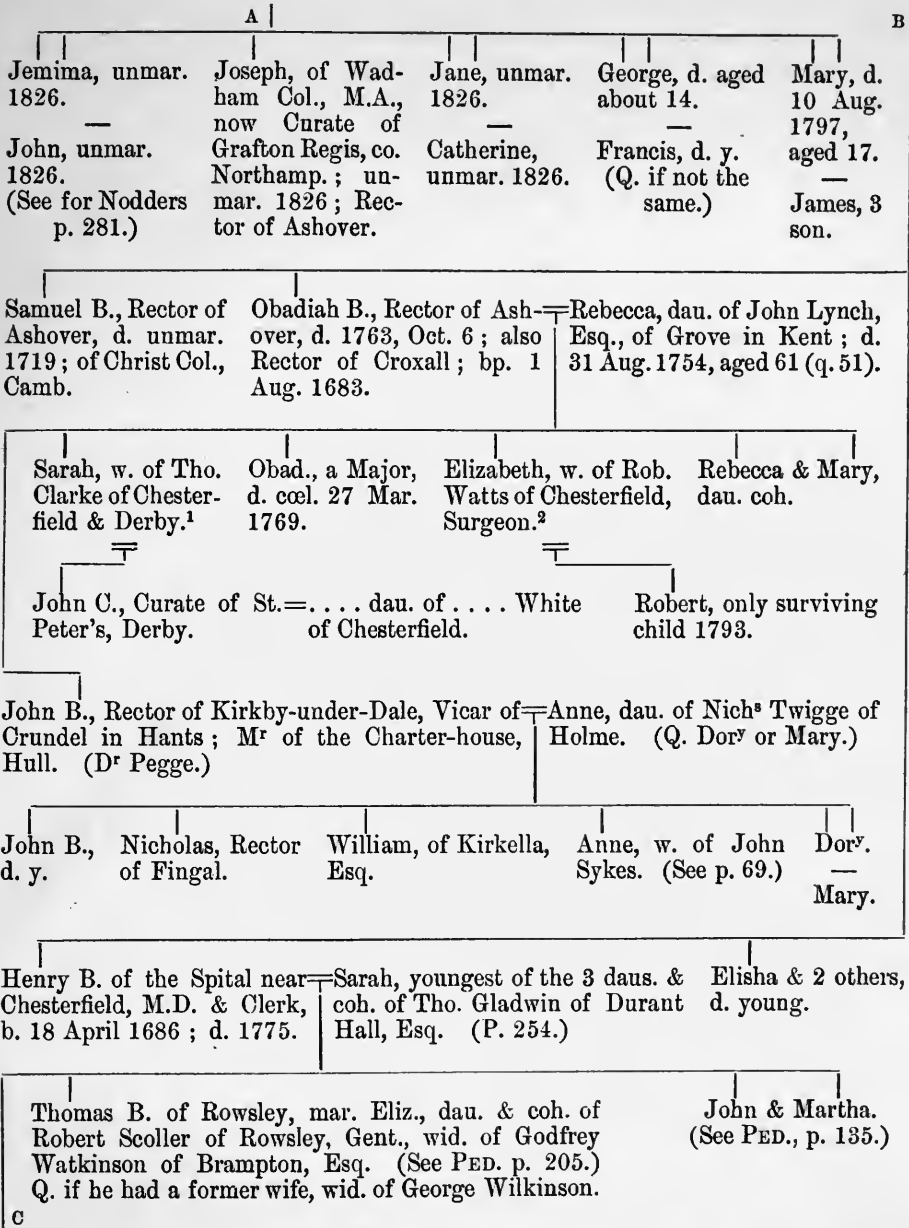 A
B
Jemima, unmar.
1826.
—
John, unmar.
1826.
(See for Nodders
p. 281.)
Joseph, of Wad-
ham Col., M.A.,
now Curate of
Grafton Regis, co.
Northamp. ; un-
mar. 1826 ; Rec-
tor of Ashover.
Jane, unmar.
1826.
—
Catherine,
unmar. 1826.
George, d. aged
about 14.
—
Francis, d. y.
(Q. if not the
same.)
Mary, d.
10 Aug.
1797,
aged 17.
—
James, 3
son.
Samuel B., Rector of
Ashover, d. unmar.
1719 ; of Christ Col.,
Camb.
Obadiah B., Rector of Ash-
over, d. 1763, Oct. 6 ; also
Rector of Croxall ; bp. 1
Aug. 1683.
Rebecca, dau. of John Lynch,
Esq., of Grove in Kent ; d.
31 Aug. 1754, aged 61 (q. 51).
Sarah, w. of Tho.
Clarke of Chester-
field & Derby.¹
Obad., a Major,
d. cœl. 27 Mar.
1769.
Elizabeth, w. of Rob.
Watts of Chesterfield,
Surgeon.²
Rebecca & Mary,
dau. coh.
John C., Curate of St.
Peter's, Derby.
= . . . . dau. of . . . . White
of Chesterfield.
Robert, only surviving
child 1793.
John B., Rector of Kirkby-under-Dale, Vicar of
Crundel in Hants ; Mʳ of the Charter-house,
Hull. (Dʳ Pegge.)
Anne, dau. of Nichˢ Twigge of
Holme. (Q. Dorʸ or Mary.)
John B.,
d. y.
Nicholas, Rector
of Fingal.
William, of Kirkella,
Esq.
Anne, w. of John
Sykes. (See p. 69.)
Dorʸ.
—
Mary.
Henry B. of the Spital near
Chesterfield, M.D. & Clerk,
b. 18 April 1686 ; d. 1775.
Sarah, youngest of the 3 daus. &
coh. of Tho. Gladwin of Durant
Hall, Esq. (P. 254.)
Elisha & 2 others,
d. young.
Thomas B. of Rowsley, mar. Eliz., dau. & coh. of
Robert Scoller of Rowsley, Gent., wid. of Godfrey
Watkinson of Brampton, Esq. (See PED. p. 205.)
Q. if he had a former wife, wid. of George Wilkinson.
John & Martha.
(See PED., p. 135.)
C